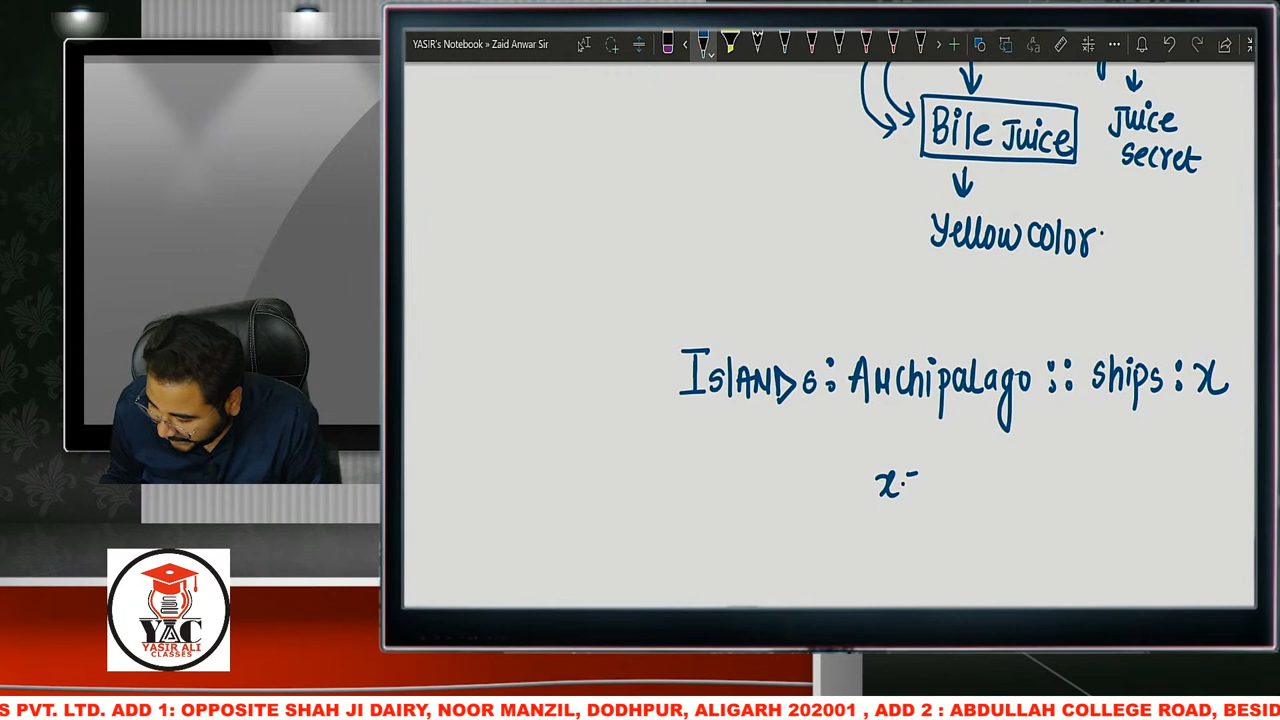 YASIR's Notebook » Zaid Anwar Sir
Bile Juice
Juice
secret
Yellow color.
Islands : Archipalago :: ships : x
x =
YAC
YASIR ALI
CLASSES
S PVT. LTD. ADD 1: OPPOSITE SHAH JI DAIRY, NOOR MANZIL, DODHPUR, ALIGARH 202001 , ADD 2 : ABDULLAH COLLEGE ROAD, BESID